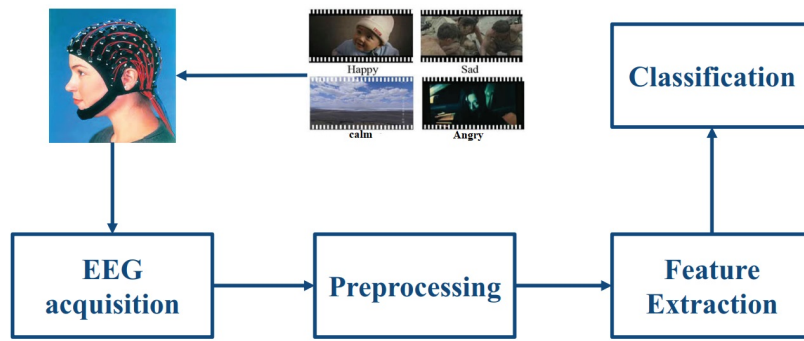 Happy
Sad
calm
Angry
Classification
EEG
acquisition
Preprocessing
Feature
Extraction